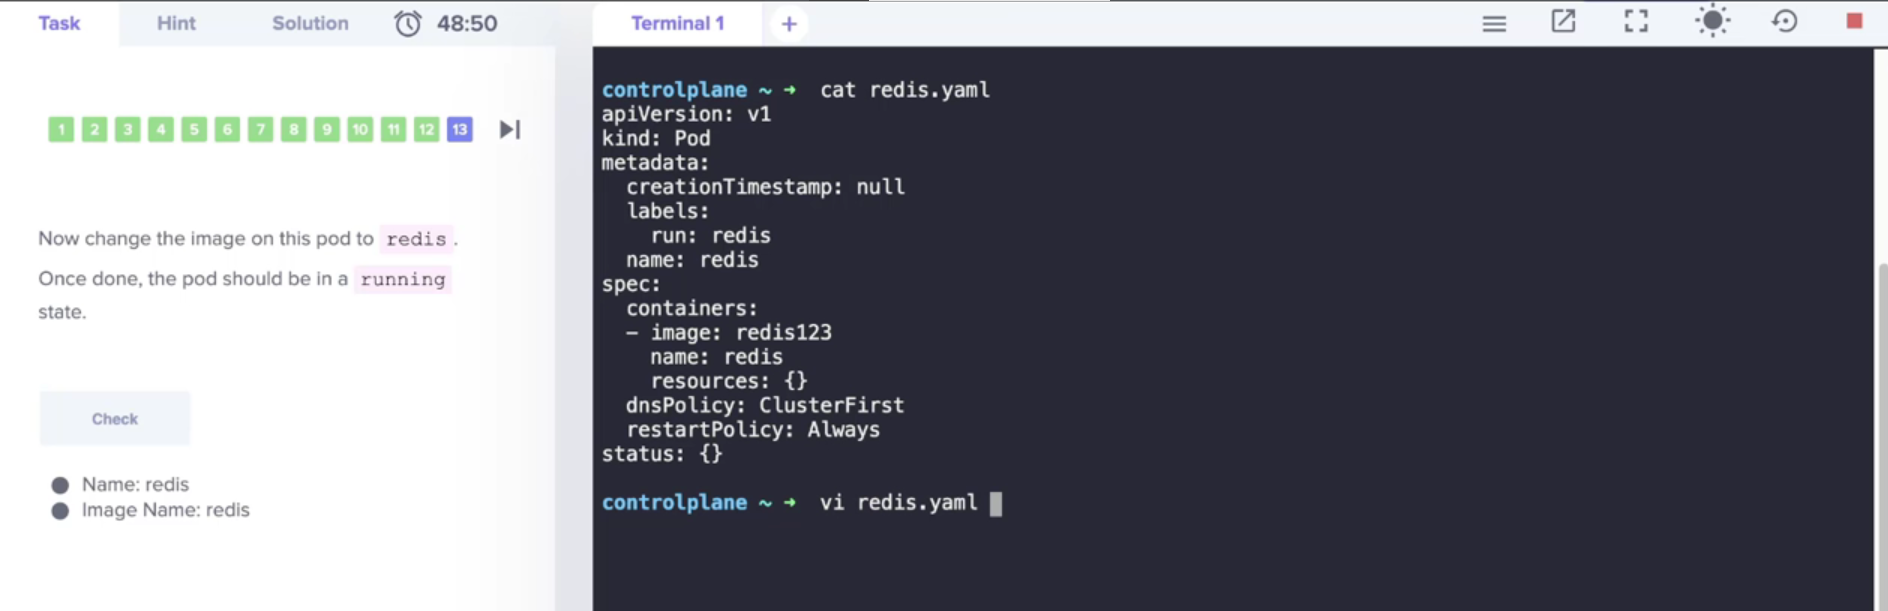 Task Hint Solution 48:50
1 2 3 4 5 6 7 8 9 10 11 12 13
Now change the image on this pod to redis.
Once done, the pod should be in a running
state.
Check
Name: redis
Image Name: redis
Terminal 1 +
controlplane ~ ➜ cat redis.yaml
apiVersion: v1
kind: Pod
metadata:
  creationTimestamp: null
  labels:
    run: redis
  name: redis
spec:
  containers:
  - image: redis123
    name: redis
    resources: {}
  dnsPolicy: ClusterFirst
  restartPolicy: Always
status: {}
controlplane ~ ➜ vi redis.yaml